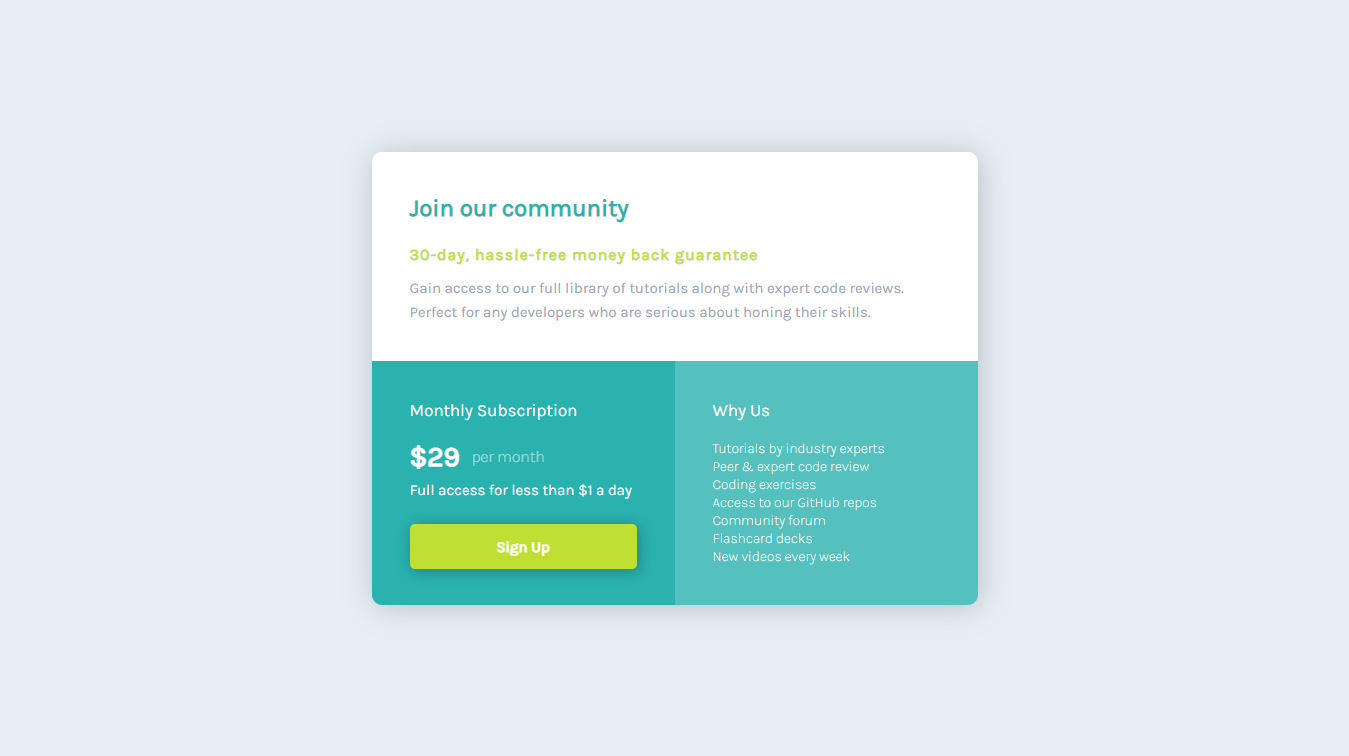 Join our community
30-day, hassle-free money back guarantee
Gain access to our full library of tutorials along with expert code reviews.
Perfect for any developers who are serious about honing their skills.
Monthly Subscription
$29 per month
Full access for less than $1 a day
Sign Up
Why Us
Tutorials by industry experts
Peer & expert code review
Coding exercises
Access to our GitHub repos
Community forum
Flashcard decks
New videos every week